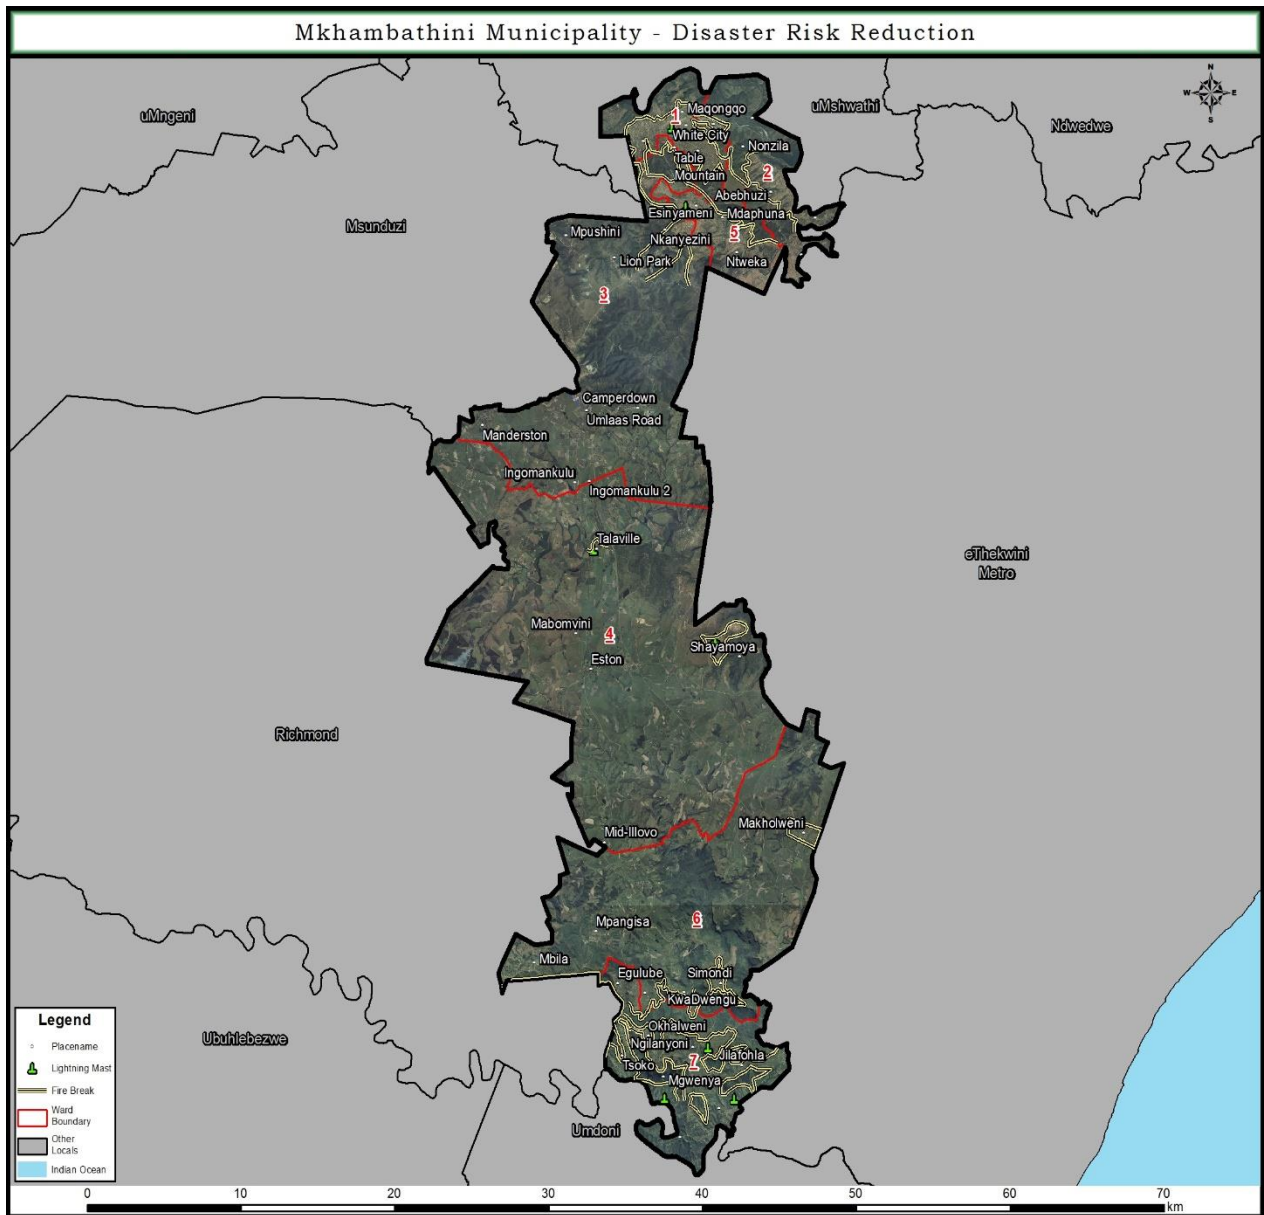 Mkhambathini Municipality - Disaster Risk Reduction
N
W E
S
uMngeni
uMshwathi
Ndwedwe
Maqongqo
1
White City
Nonzila
Table
Mountain
2
Abebhuzi
Esinyameni
Mdaphuna
Msunduzi
Mpushini
Nkanyezini
5
Lion Park
Ntweka
3
Camperdown
Umlaas Road
Manderston
Ingomankulu
Ingomankulu 2
Talaville
eThekwini
Metro
Mabomvini
4
Shayamoya
Eston
Richmond
Mid-Illovo
Makholweni
Mpangisa
6
Mbila
Egulube
Simondi
KwaDwengu
Okhalweni
Ubuhlebezwe
Ngilanyoni
Jilafohla
Tsoko
7
Mgwenya
Umdoni
Legend
Placename
Lightning Mast
Fire Break
Ward
Boundary
Other
Locals
Indian Ocean
0 10 20 30 40 50 60 70
km